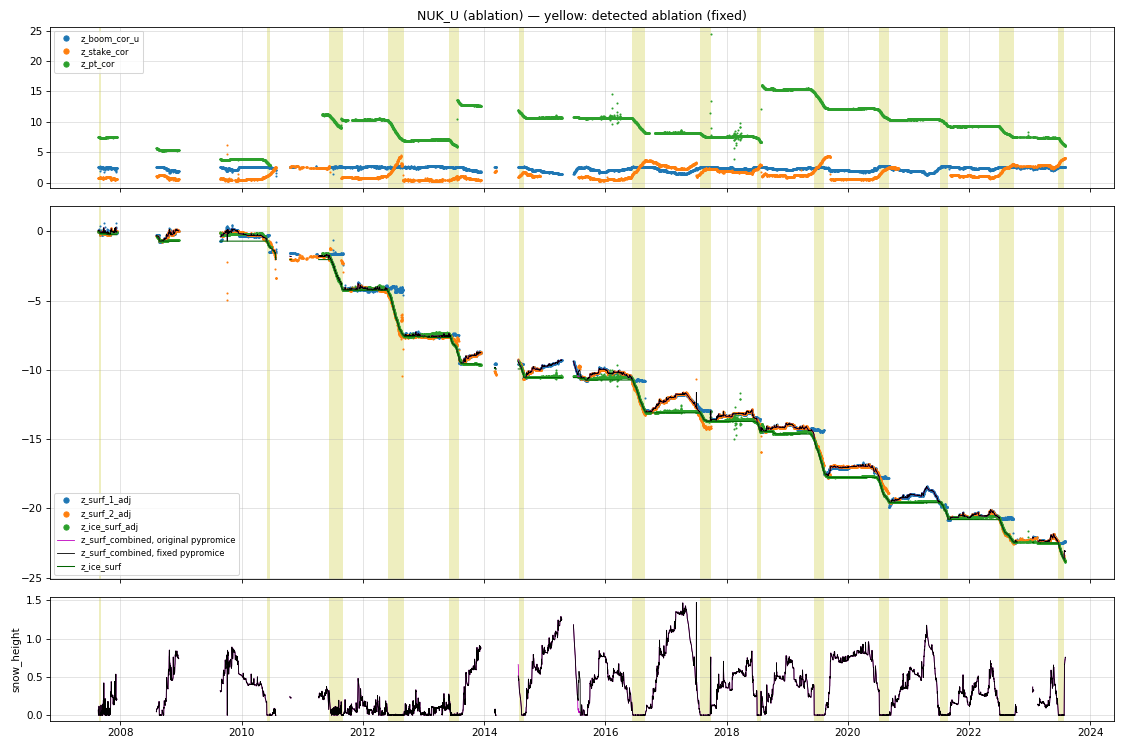 NUK_U (ablation) — yellow: detected ablation (fixed)
25
20
15
10
5
0
z_boom_cor_u
z_stake_cor
z_pt_cor
0
−5
−10
−15
−20
−25
z_surf_1_adj
z_surf_2_adj
z_ice_surf_adj
z_surf_combined, original pypromice
z_surf_combined, fixed pypromice
z_ice_surf
snow_height
1.5
1.0
0.5
0.0
2008 2010 2012 2014 2016 2018 2020 2022 2024